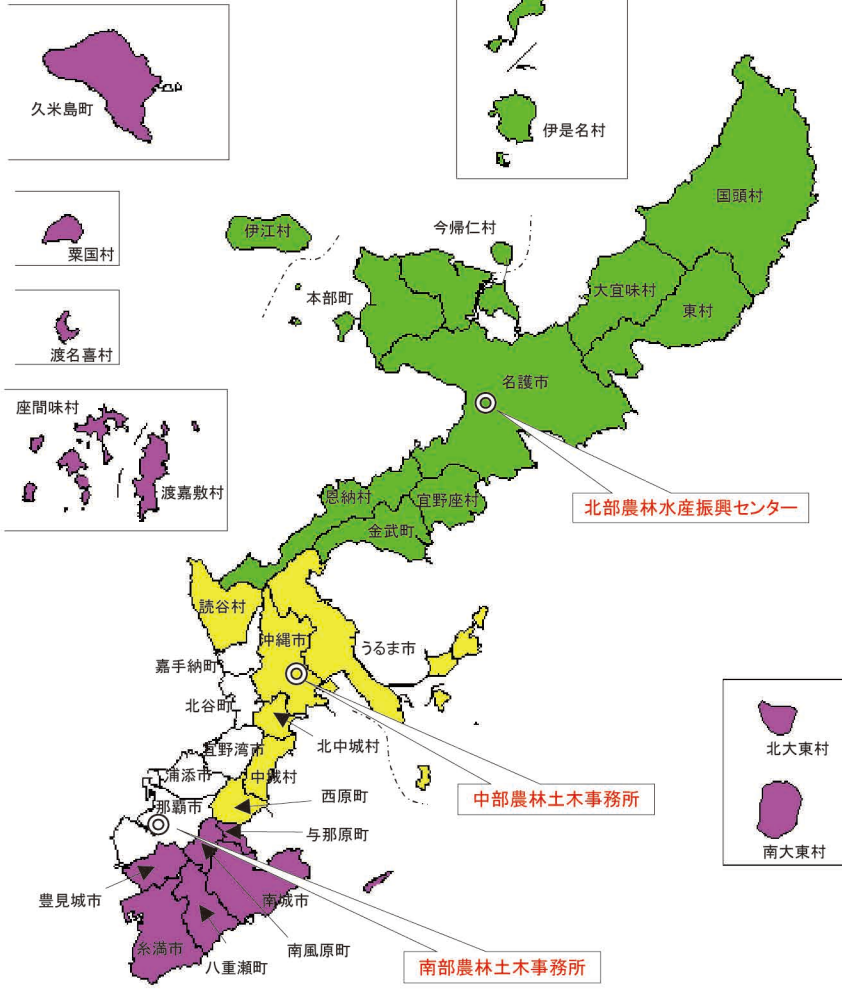 久米島町
伊是名村
国頭村
伊江村
今帰仁村
粟国村
大宜味村
本部町
東村
渡名喜村
名護市
座間味村
渡嘉敷村
恩納村
宜野座村
北部農林水産振興センター
金武町
読谷村
沖縄市
うるま市
嘉手納町
北谷町
北中城村
宜野湾市
北大東村
浦添市
中城村
西原町
中部農林土木事務所
那覇市
与那原町
南大東村
豊見城市
南城市
糸満市
南風原町
八重瀬町
南部農林土木事務所